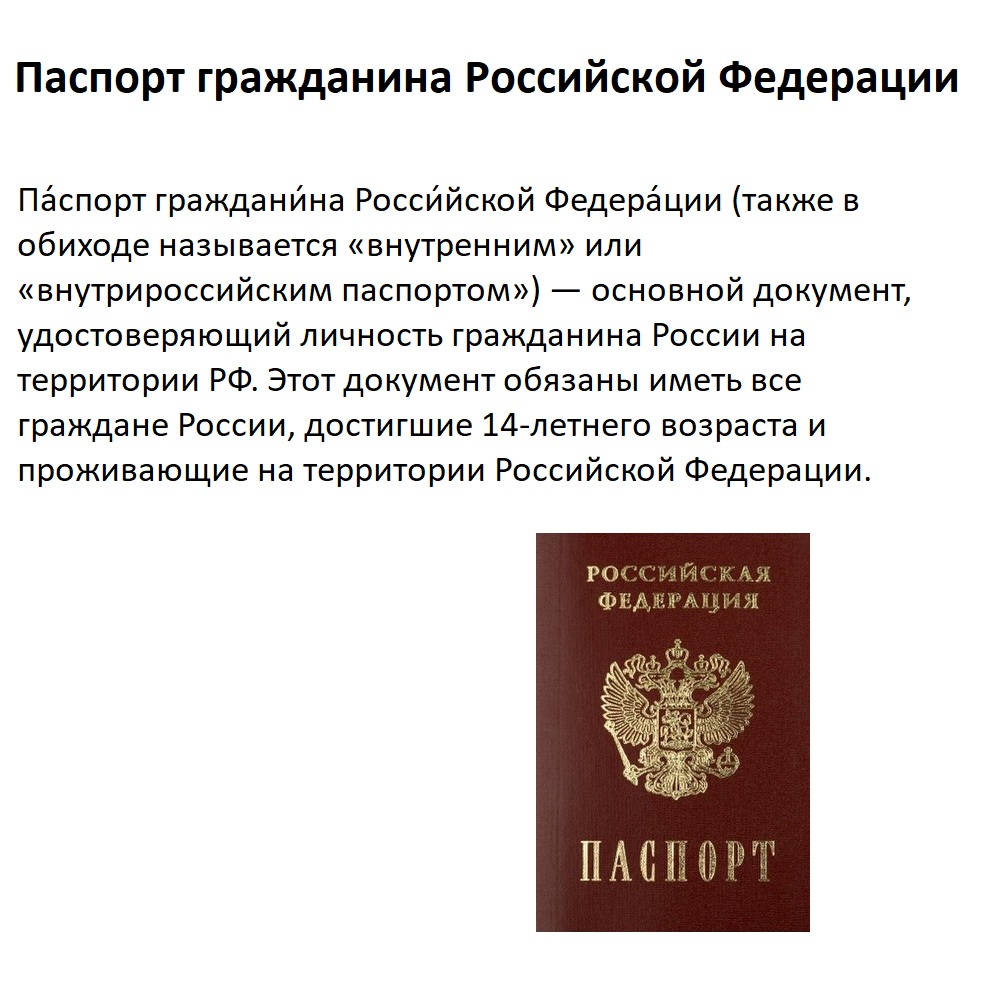 Паспорт гражданина Российской Федерации
Па́спорт граждани́на Росси́йской Федера́ции (также в
обиходе называется «внутренним» или
«внутрироссийским паспортом») — основной документ,
удостоверяющий личность гражданина России на
территории РФ. Этот документ обязаны иметь все
граждане России, достигшие 14-летнего возраста и
проживающие на территории Российской Федерации.
РОССИЙСКАЯ
ФЕДЕРАЦИЯ
ПАСПОРТ